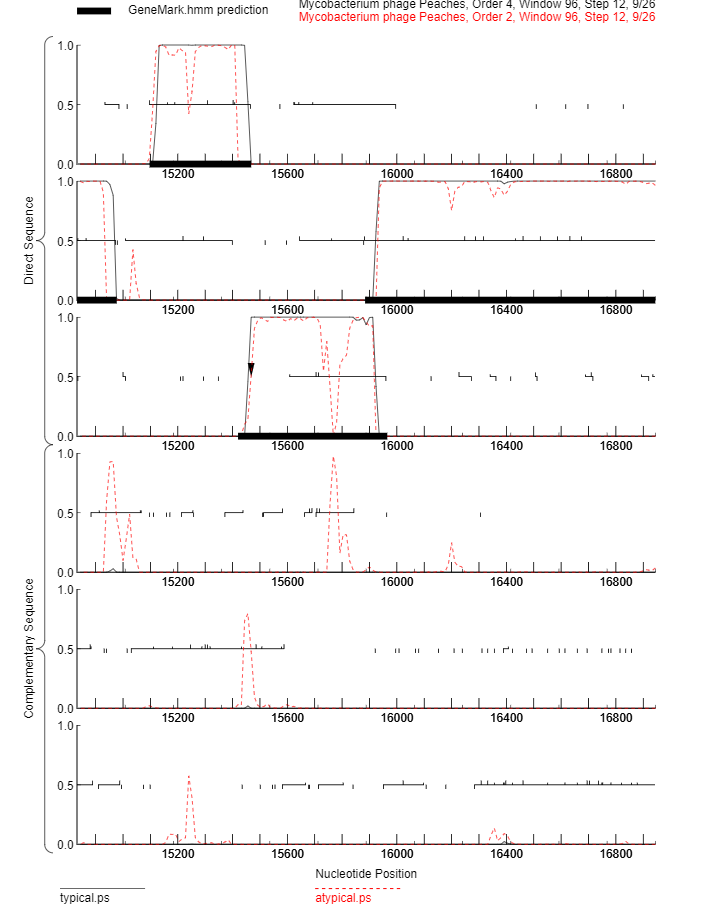 Mycobacterium phage Peaches, Order 4, Window 96, Step 12, 9/26
GeneMark.hmm prediction
Mycobacterium phage Peaches, Order 2, Window 96, Step 12, 9/26
1.0
0.5
0.0
15200 15600 16000 16400 16800
1.0
0.5
0.0
15200 15600 16000 16400 16800
Direct Sequence
1.0
0.5
0.0
15200 15600 16000 16400 16800
1.0
0.5
0.0
15200 15600 16000 16400 16800
1.0
0.5
0.0
15200 15600 16000 16400 16800
Complementary Sequence
1.0
0.5
0.0
15200 15600 16000 16400 16800
Nucleotide Position
typical.ps
atypical.ps